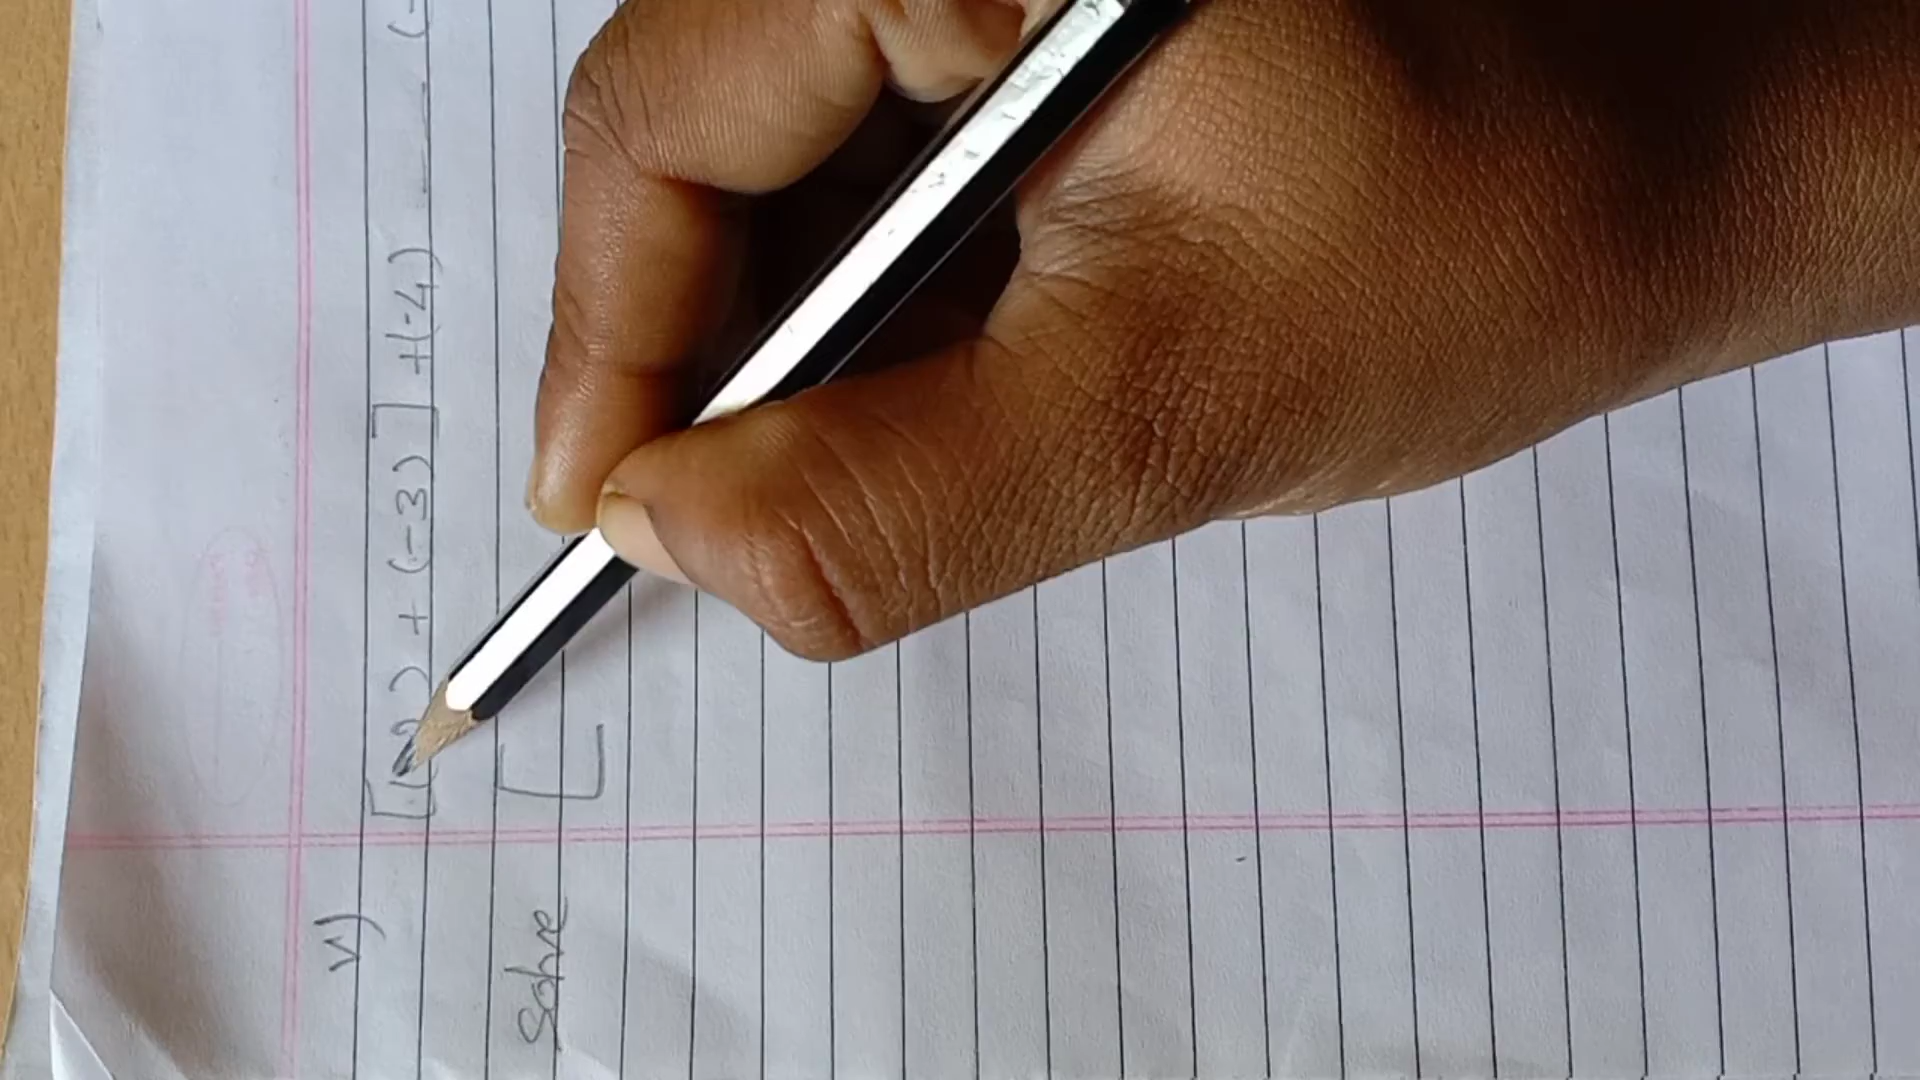 v)
[( 2) + (-3)] + (-4) --- (-
Solve [